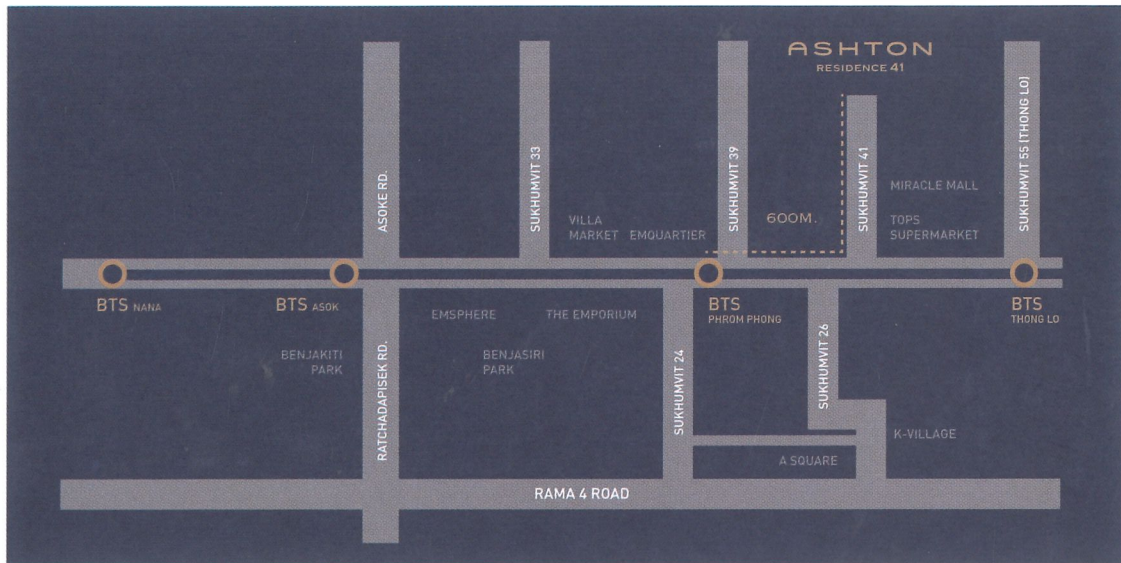 ASHTON
RESIDENCE 41
ASOKE RD.
SUKHUMVIT 33
SUKHUMVIT 39
SUKHUMVIT 41
SUKHUMVIT 55 (THONG LO)
MIRACLE MALL
600M.
VILLA
MARKET
EMQUARTIER
TOPS
SUPERMARKET
BTS NANA
BTS ASOK
BTS
PHROM PHONG
BTS
THONG LO
EMSPHERE
THE EMPORIUM
BENJAKITI
PARK
RATCHADAPISEK RD.
BENJASIRI
PARK
SUKHUMVIT 24
SUKHUMVIT 26
K-VILLAGE
A SQUARE
RAMA 4 ROAD